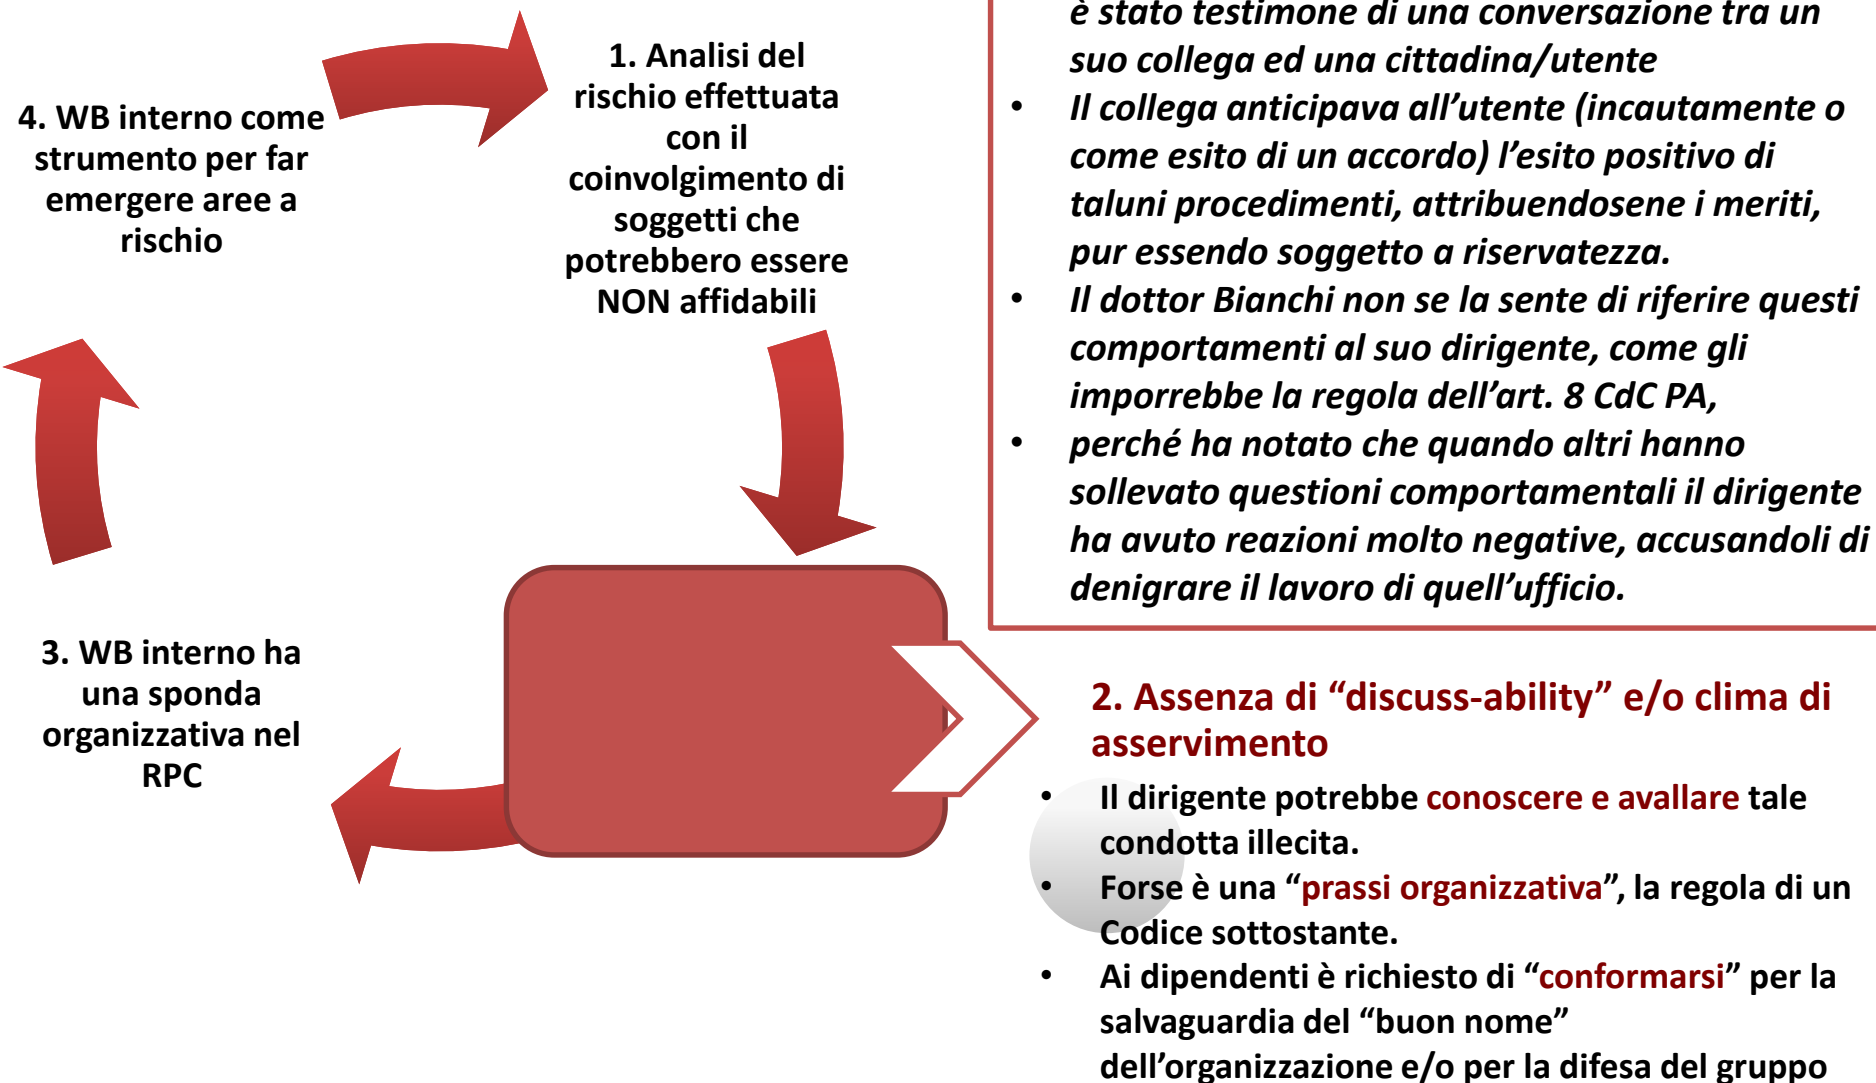 4. WB interno come
strumento per far
emergere aree a
rischio
1. Analisi del
rischio effettuata
con il
coinvolgimento di
soggetti che
potrebbero essere
NON affidabili
3. WB interno ha
una sponda
organizzativa nel
RPC
è stato testimone di una conversazione tra un
suo collega ed una cittadina/utente
• Il collega anticipava all’utente (incautamente o
come esito di un accordo) l’esito positivo di
taluni procedimenti, attribuendosene i meriti,
pur essendo soggetto a riservatezza.
• Il dottor Bianchi non se la sente di riferire questi
comportamenti al suo dirigente, come gli
imporrebbe la regola dell’art. 8 CdC PA,
• perché ha notato che quando altri hanno
sollevato questioni comportamentali il dirigente
ha avuto reazioni molto negative, accusandoli di
denigrare il lavoro di quell’ufficio.
2. Assenza di “discuss-ability” e/o clima di
asservimento
• Il dirigente potrebbe conoscere e avallare tale
condotta illecita.
• Forse è una “prassi organizzativa”, la regola di un
Codice sottostante.
• Ai dipendenti è richiesto di “conformarsi” per la
salvaguardia del “buon nome”
dell’organizzazione e/o per la difesa del gruppo